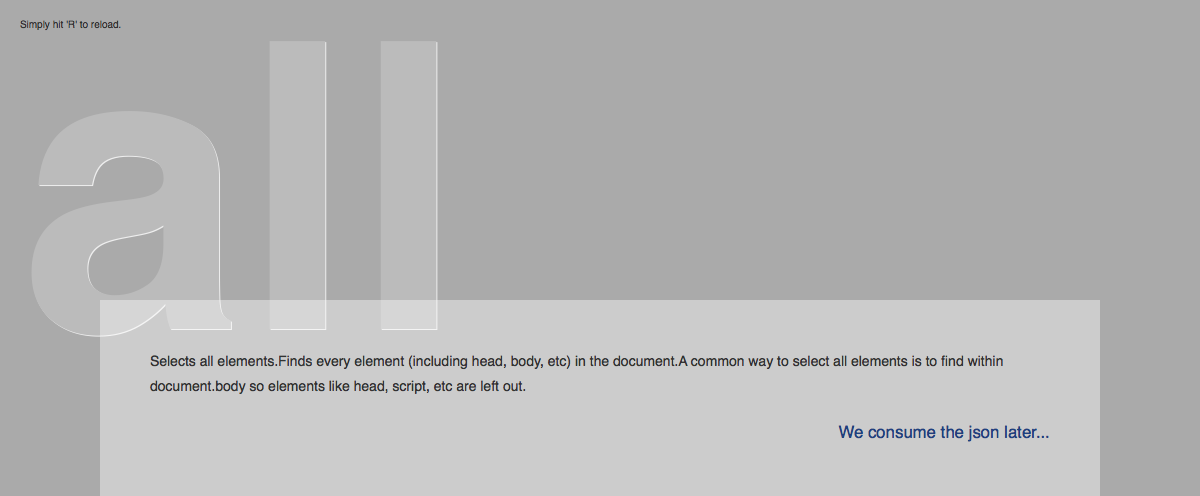 Simply hit 'R' to reload.
all
Selects all elements.Finds every element (including head, body, etc) in the document.A common way to select all elements is to find within
document.body so elements like head, script, etc are left out.
We consume the json later...